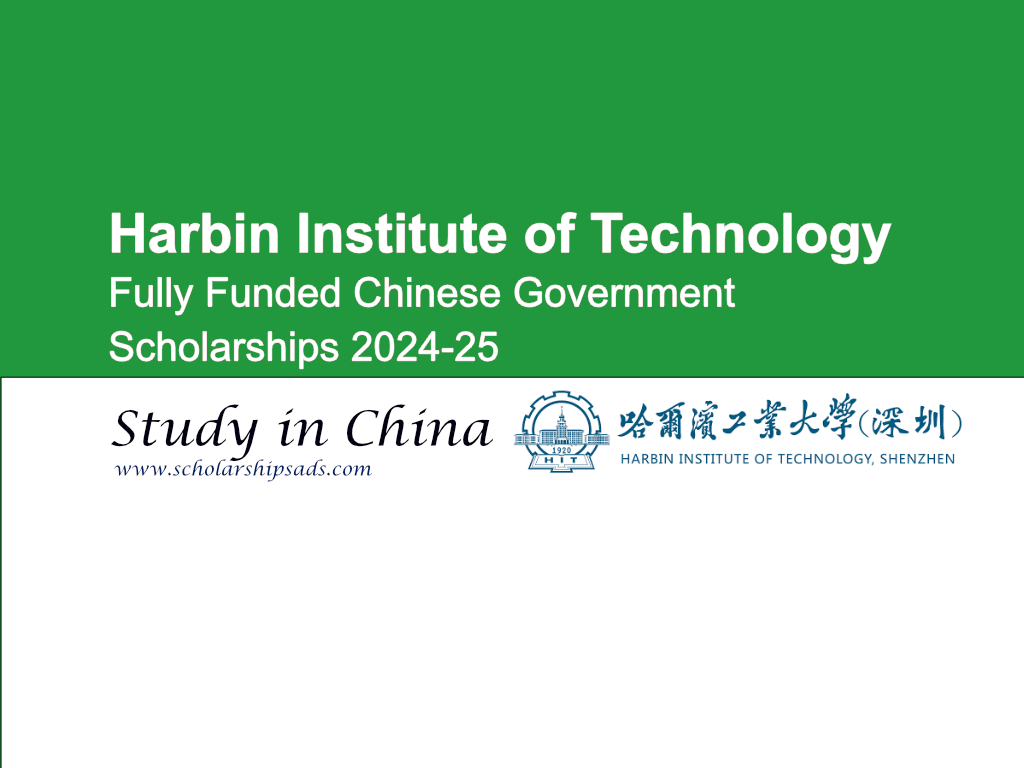 Harbin Institute of Technology
Fully Funded Chinese Government
Scholarships 2024-25
Study in China
www.scholarshipsads.com
1920
HIT
哈爾濱工業大學(深圳)
HARBIN INSTITUTE OF TECHNOLOGY, SHENZHEN